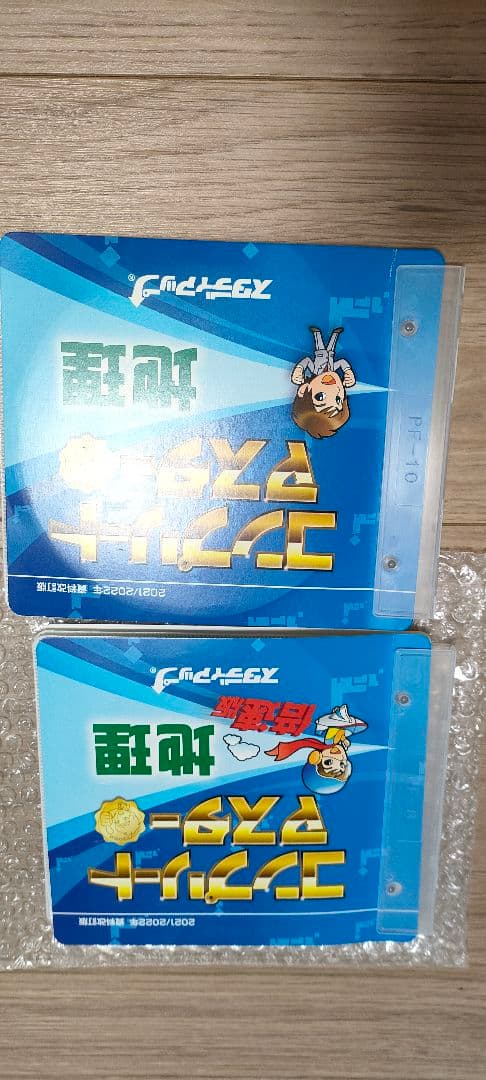 2021/2022年 資料改訂版
コンプリート
マスター
地理
スタディアップ®
PF-10
2021/2022年 資料改訂版
コンプリート
マスター
地理
倍速版
スタディアップ®